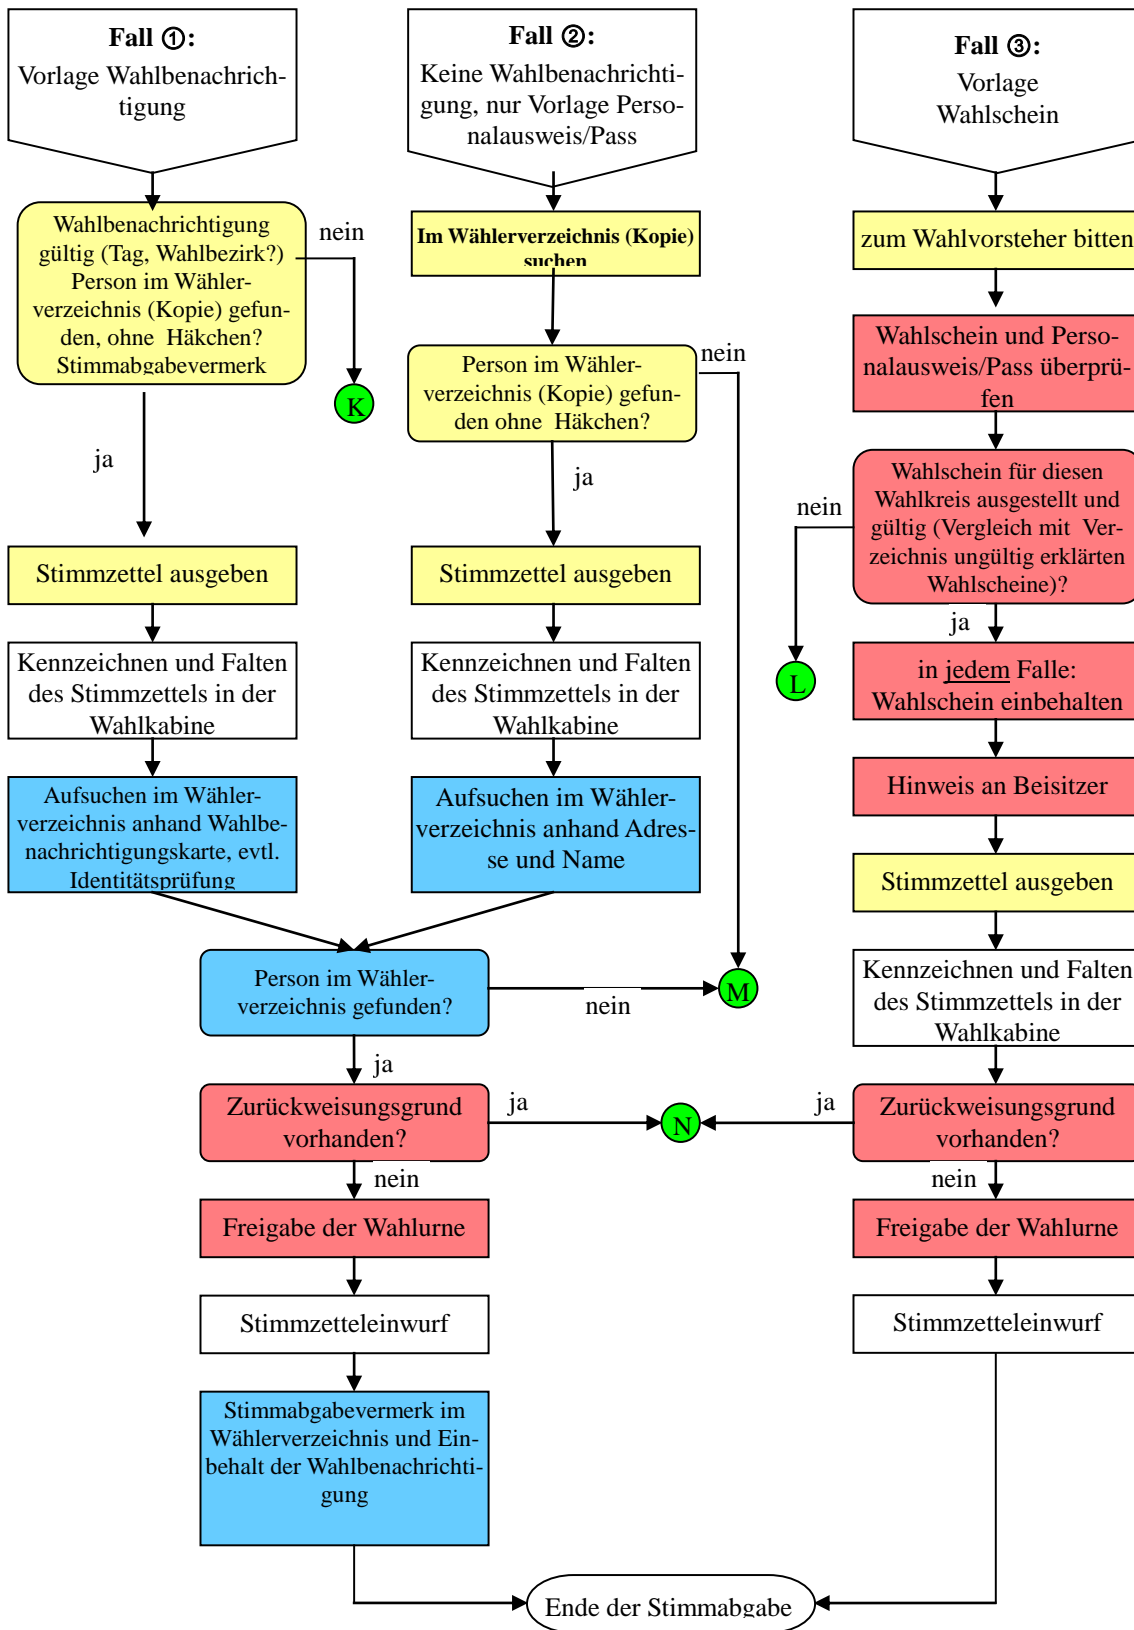 Fall ①:
Vorlage Wahlbenachrich-
tigung
Fall ②:
Keine Wahlbenachrichti-
gung, nur Vorlage Perso-
nalausweis/Pass
Fall ③:
Vorlage
Wahlschein
Wahlbenachrichtigung
gültig (Tag, Wahlbezirk?)
Person im Wähler-
verzeichnis (Kopie) gefun-
den, ohne Häkchen?
Stimmabgabevermerk
nein
K
ja
Im Wählerverzeichnis (Kopie)
suchen
Person im Wähler-
verzeichnis (Kopie) gefun-
den ohne Häkchen?
nein
ja
zum Wahlvorsteher bitten
Wahlschein und Perso-
nalausweis/Pass überprü-
fen
Wahlschein für diesen
Wahlkreis ausgestellt und
gültig (Vergleich mit Ver-
zeichnis ungültig erklärten
Wahlscheine)?
nein
L
ja
Stimmzettel ausgeben
Stimmzettel ausgeben
Kennzeichnen und Falten
des Stimmzettels in der
Wahlkabine
Kennzeichnen und Falten
des Stimmzettels in der
Wahlkabine
in jedem Falle:
Wahlschein einbehalten
Hinweis an Beisitzer
Aufsuchen im Wähler-
verzeichnis anhand Wahlbe-
nachrichtigungskarte, evtl.
Identitätsprüfung
Aufsuchen im Wähler-
verzeichnis anhand Adres-
se und Name
Stimmzettel ausgeben
Person im Wähler-
verzeichnis gefunden?
nein
M
Kennzeichnen und Falten
des Stimmzettels in der
Wahlkabine
ja
Zurückweisungsgrund
vorhanden?
ja
N
ja
Zurückweisungsgrund
vorhanden?
nein
nein
Freigabe der Wahlurne
Freigabe der Wahlurne
Stimmzetteleinwurf
Stimmzetteleinwurf
Stimmabgabevermerk im
Wählerverzeichnis und Ein-
behalt der Wahlbenachrichti-
gung
Ende der Stimmabgabe